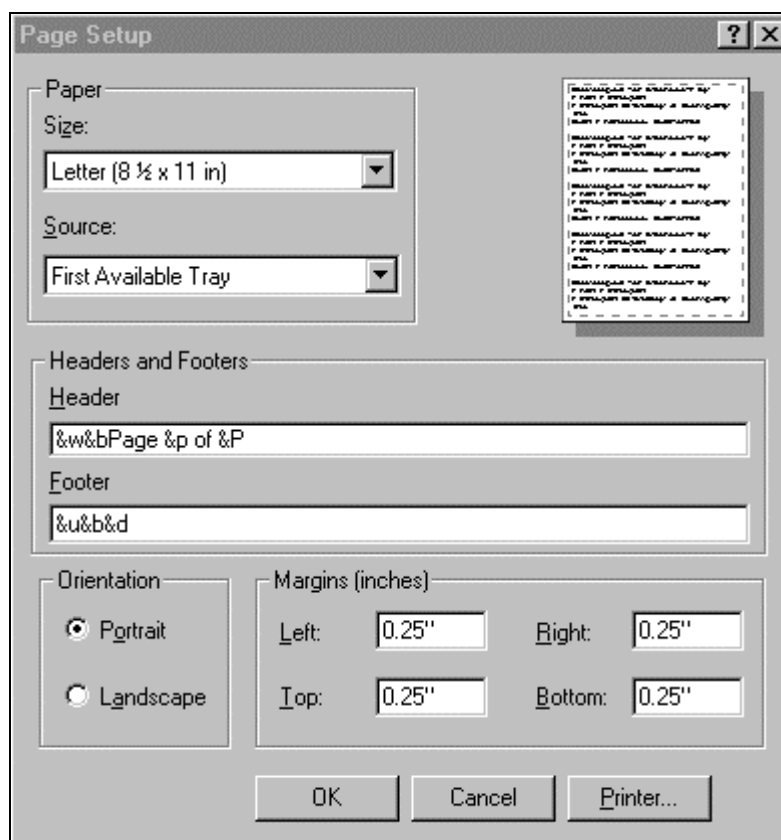 Page Setup
Paper
Size:
Letter (8 ½ x 11 in)
Source:
First Available Tray
Headers and Footers
Header
&w&bPage &p of &P
Footer
&u&b&d
Orientation
Portrait
Landscape
Margins (inches)
Left: 0.25" Right: 0.25"
Top: 0.25" Bottom: 0.25"
OK Cancel Printer...